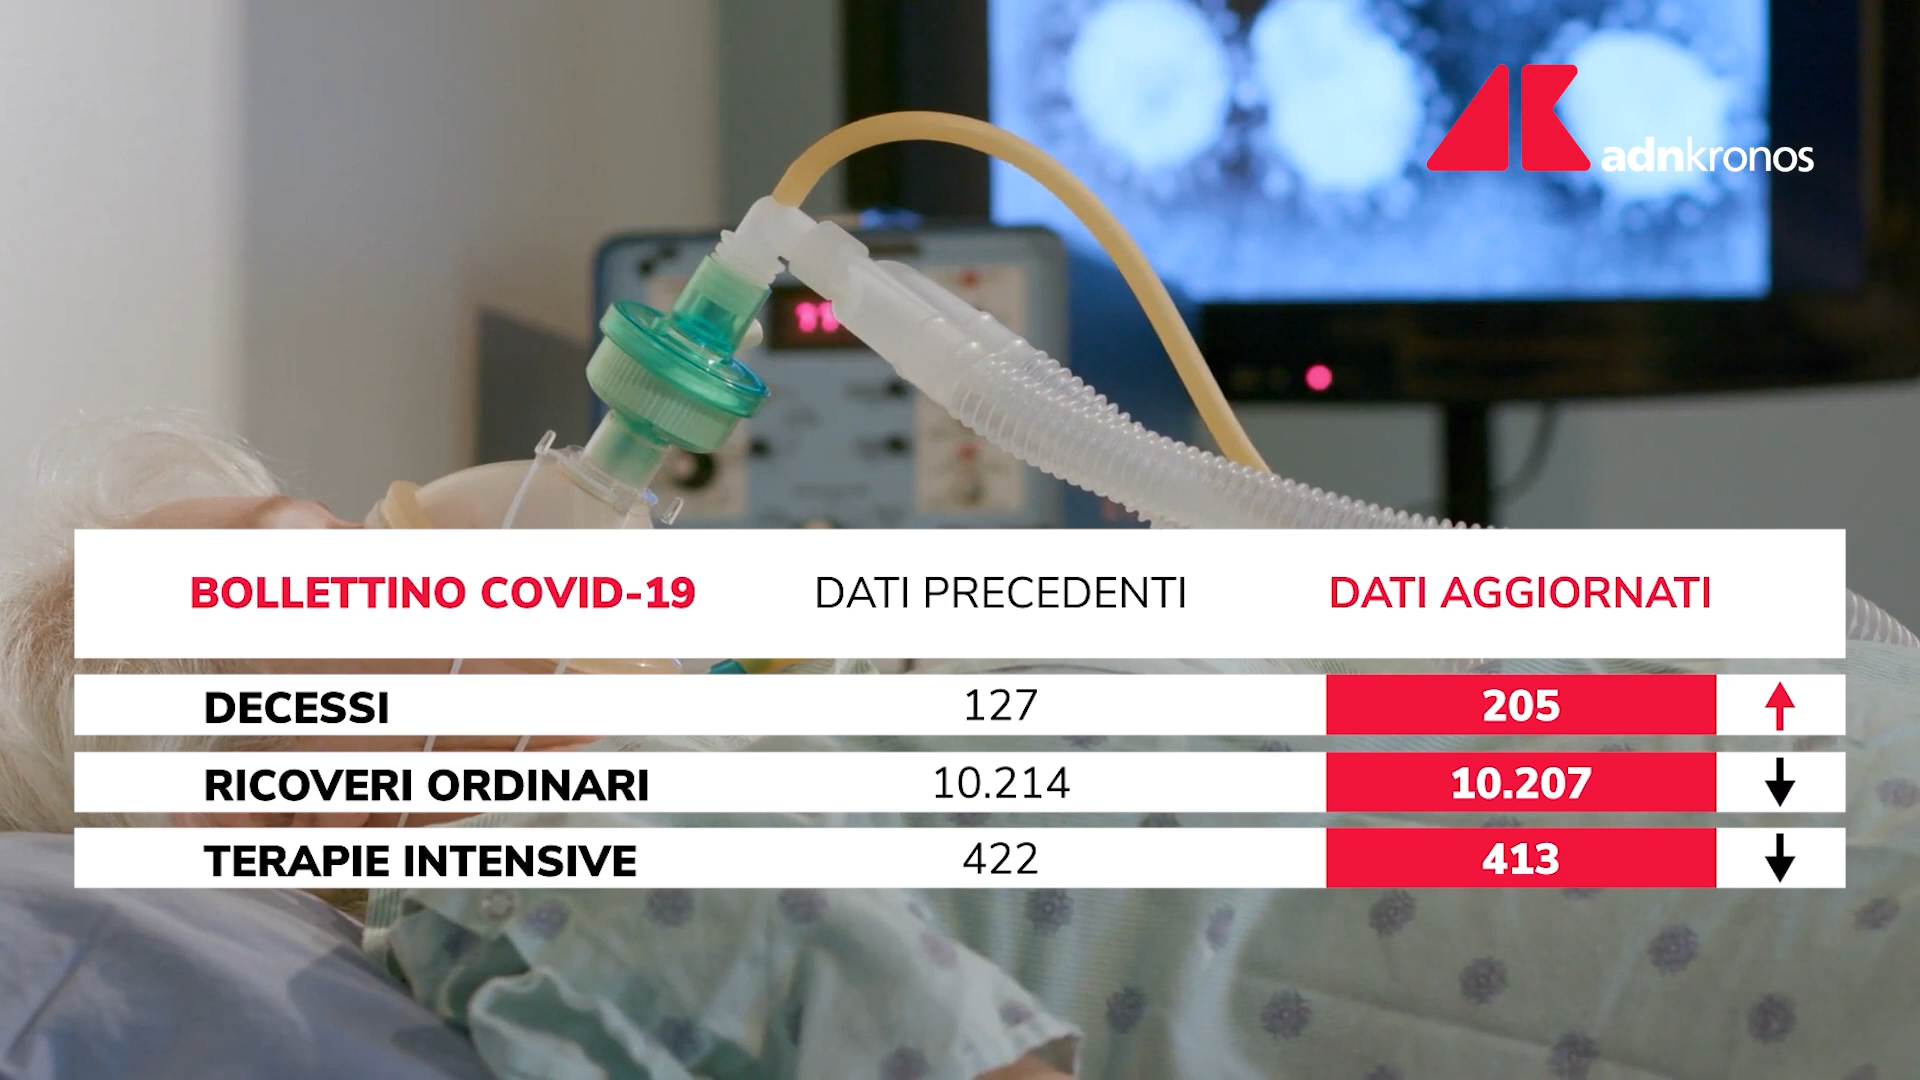 adnkronos
BOLLETTINO COVID-19 DATI PRECEDENTI DATI AGGIORNATI
DECESSI 127 205
RICOVERI ORDINARI 10.214 10.207
TERAPIE INTENSIVE 422 413